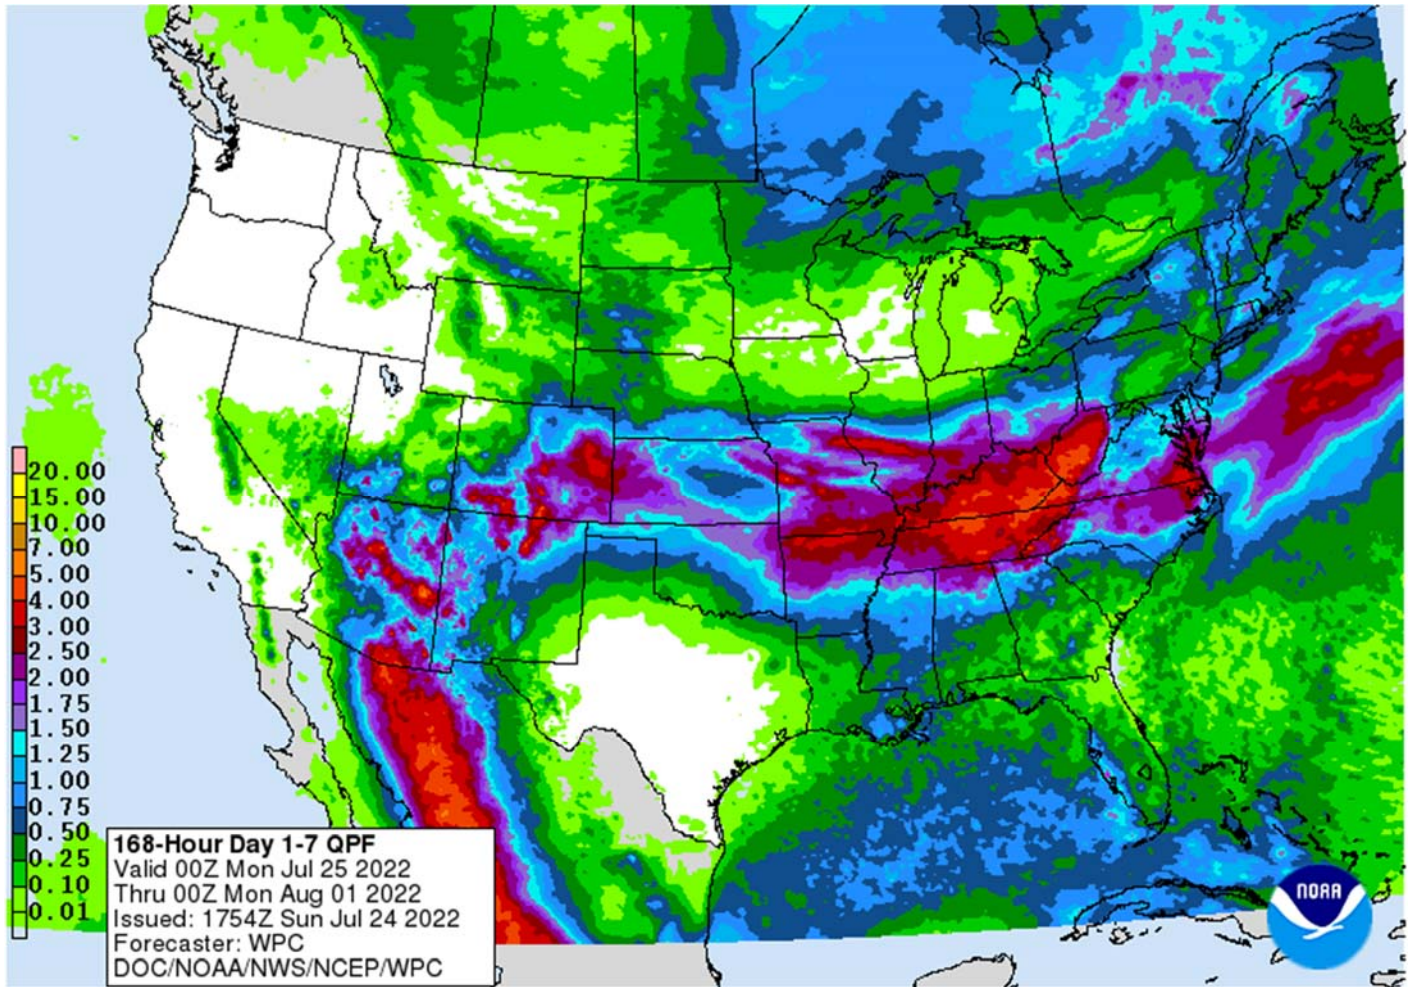 20.00
15.00
10.00
7.00
5.00
4.00
3.00
2.50
2.00
1.75
1.50
1.25
1.00
0.75
0.50
0.25
0.10
0.01
168-Hour Day 1-7 QPF
Valid 00Z Mon Jul 25 2022
Thru 00Z Mon Aug 01 2022
Issued: 1754Z Sun Jul 24 2022
Forecaster: WPC
DOC/NOAA/NWS/NCEP/WPC
NOAA